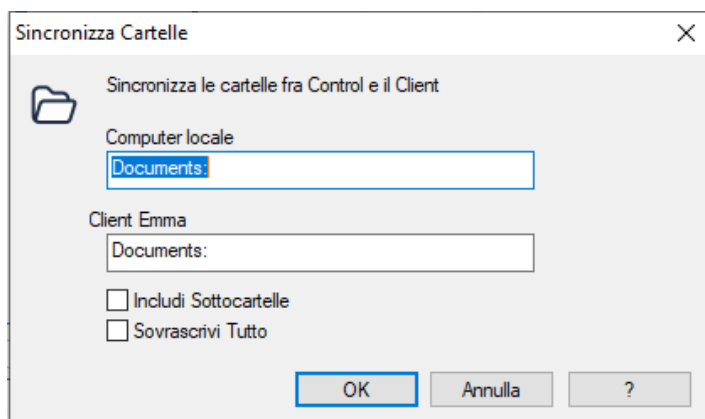 Sincronizza Cartelle
Sincronizza le cartelle fra Control e il Client
Computer locale
Documents:
Client Emma
Documents:
Includi Sottocartelle
Sovrascrivi Tutto
OK Annulla ?